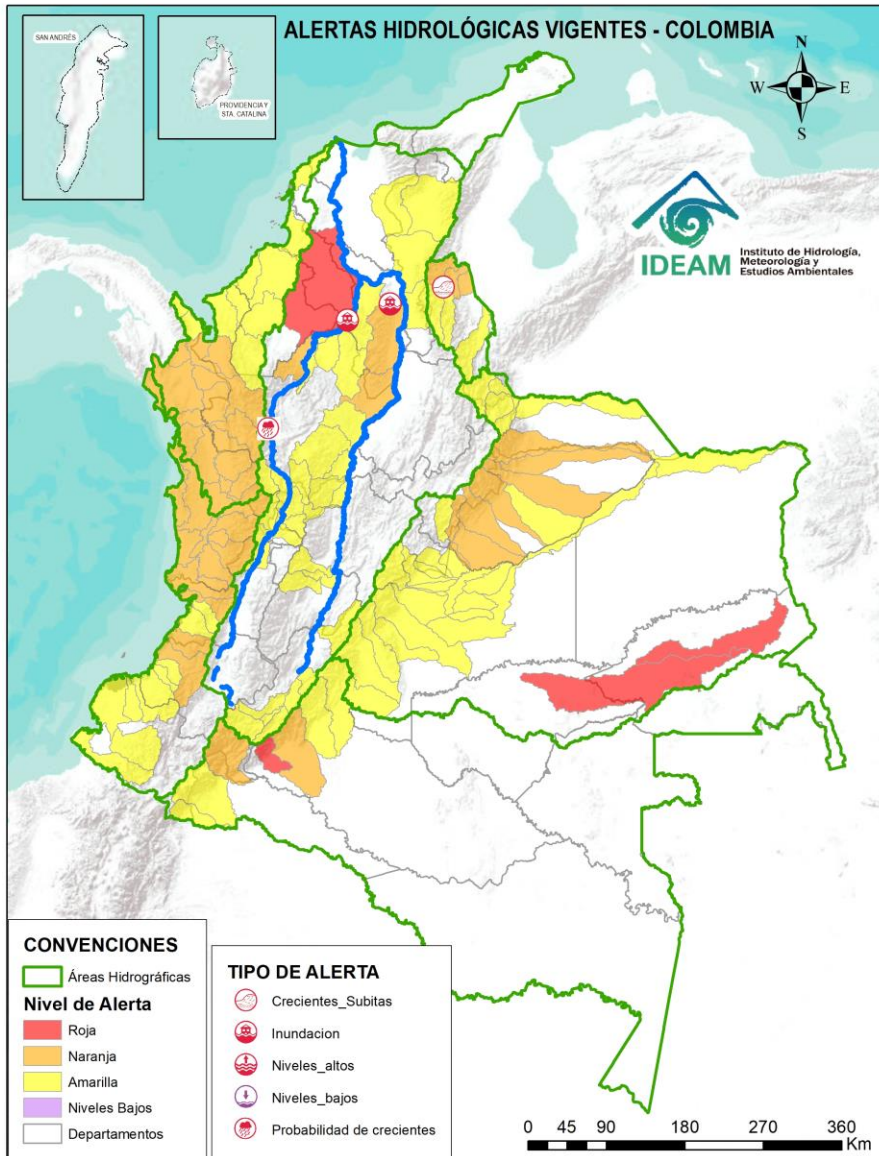 ALERTAS HIDROLÓGICAS VIGENTES - COLOMBIA
SAN ANDRÉS
PROVIDENCIA Y
STA. CATALINA
N
W
E
S
IDEAM
Instituto de Hidrología,
Meteorología y
Estudios Ambientales
CONVENCIONES
Áreas Hidrográficas
Nivel de Alerta
Roja
Naranja
Amarilla
Niveles Bajos
Departamentos
TIPO DE ALERTA
Crecientes_Subitas
Inundacion
Niveles_altos
Niveles_bajos
Probabilidad de crecientes
0 45 90 180 270 360
Km